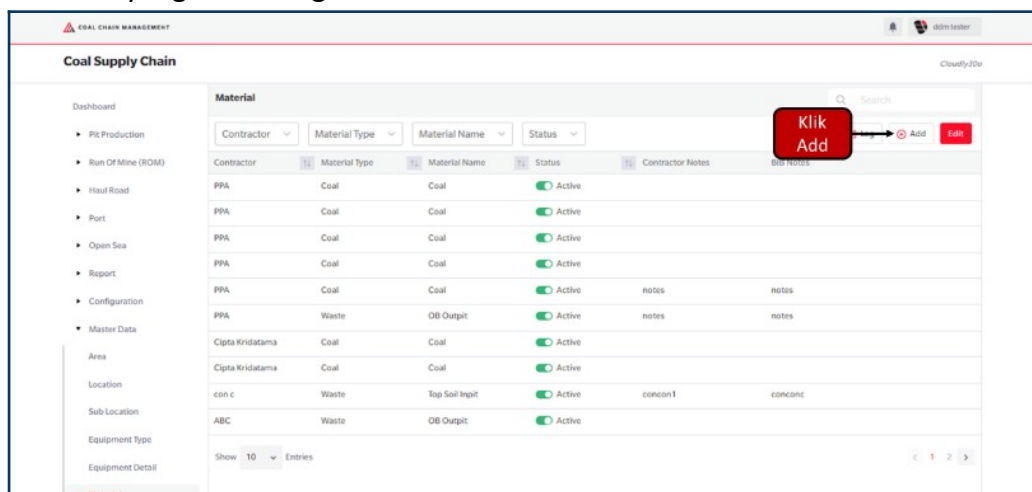 COAL CHAIN MANAGEMENT
ddm tester
Coal Supply Chain
Cloudly30a
Dashboard
Pit Production
Run Of Mine (ROM)
Haul Road
Port
Open Sea
Report
Configuration
Master Data
Area
Location
Sub Location
Equipment Type
Equipment Detail
Material
Search
Contractor Material Type Material Name Status
Klik
Add
Log
Add
Edit
Contractor Material Type Material Name Status Contractor Notes BIB Notes
PPA Coal Coal Active
PPA Coal Coal Active
PPA Coal Coal Active
PPA Coal Coal Active
PPA Coal Coal Active notes notes
PPA Waste OB Outpit Active notes notes
Cipta Kridatama Coal Coal Active
Cipta Kridatama Coal Coal Active
con c Waste Top Soil Inpit Active concon1 conconc
ABC Waste OB Outpit Active
Show 10 Entries
1 2